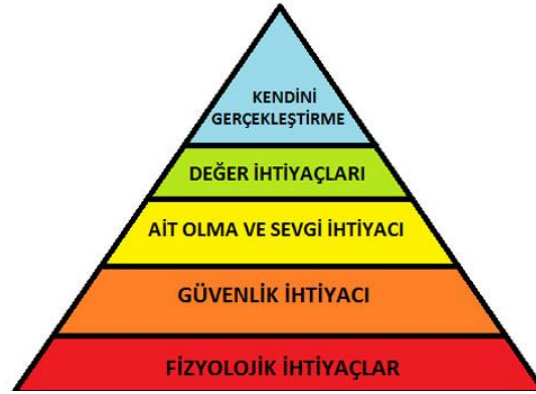 KENDİNİ
GERÇEKLEŞTİRME
DEĞER İHTİYAÇLARI
AİT OLMA VE SEVGİ İHTİYACI
GÜVENLİK İHTİYACI
FİZYOLOJİK İHTİYAÇLAR